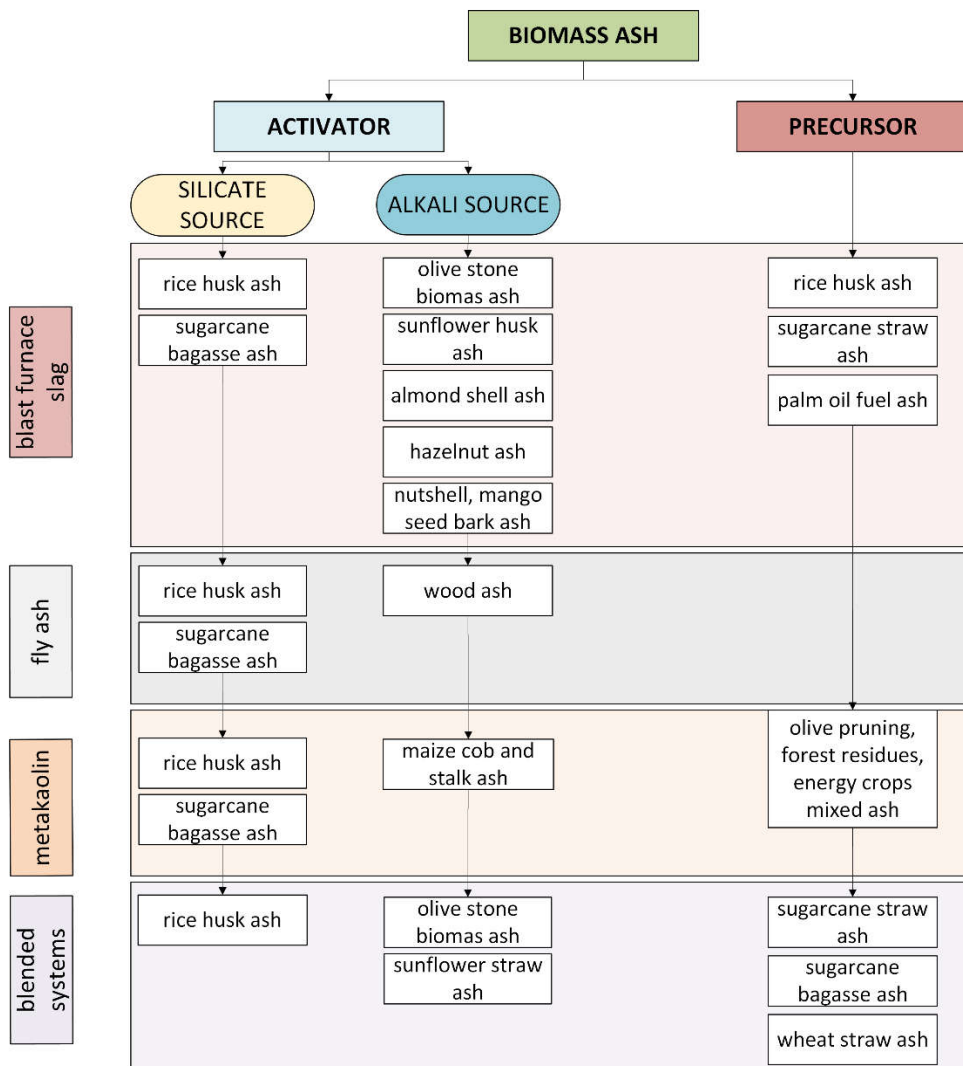 BIOMASS ASH
ACTIVATOR
PRECURSOR
SILICATE
SOURCE
ALKALI SOURCE
blast furnace
slag
rice husk ash
sugarcane
bagasse ash
olive stone
biomas ash
sunflower husk
ash
almond shell ash
hazelnut ash
nutshell, mango
seed bark ash
rice husk ash
sugarcane straw
ash
palm oil fuel ash
fly ash
rice husk ash
sugarcane
bagasse ash
wood ash
metakaolin
rice husk ash
sugarcane
bagasse ash
maize cob and
stalk ash
olive pruning,
forest residues,
energy crops
mixed ash
blended
systems
rice husk ash
olive stone
biomas ash
sunflower straw
ash
sugarcane straw
ash
sugarcane
bagasse ash
wheat straw ash